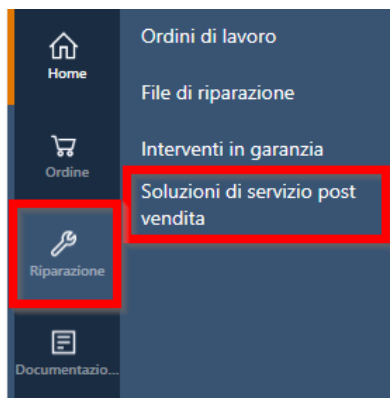 Home
Ordine
Riparazione
Documentazio...
Ordini di lavoro
File di riparazione
Interventi in garanzia
Soluzioni di servizio post
vendita